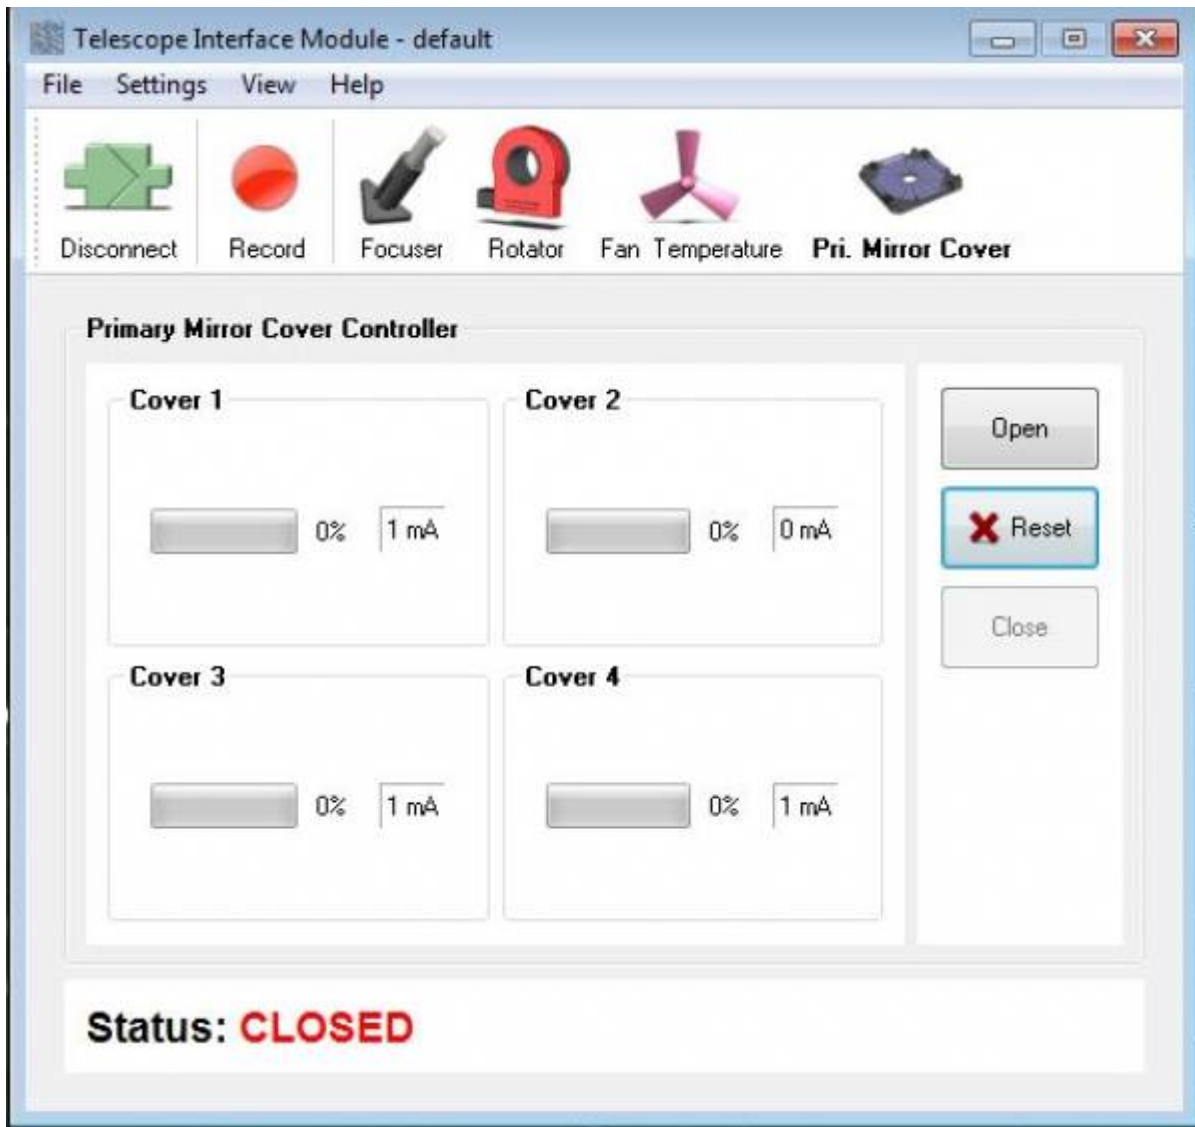 Telescope Interface Module - default
File Settings View Help
Disconnect Record Focuser Rotator Fan Temperature Pri. Mirror Cover
Primary Mirror Cover Controller
Cover 1
0% 1 mA
Cover 2
0% 0 mA
Cover 3
0% 1 mA
Cover 4
0% 1 mA
Open
Reset
Close
Status: CLOSED